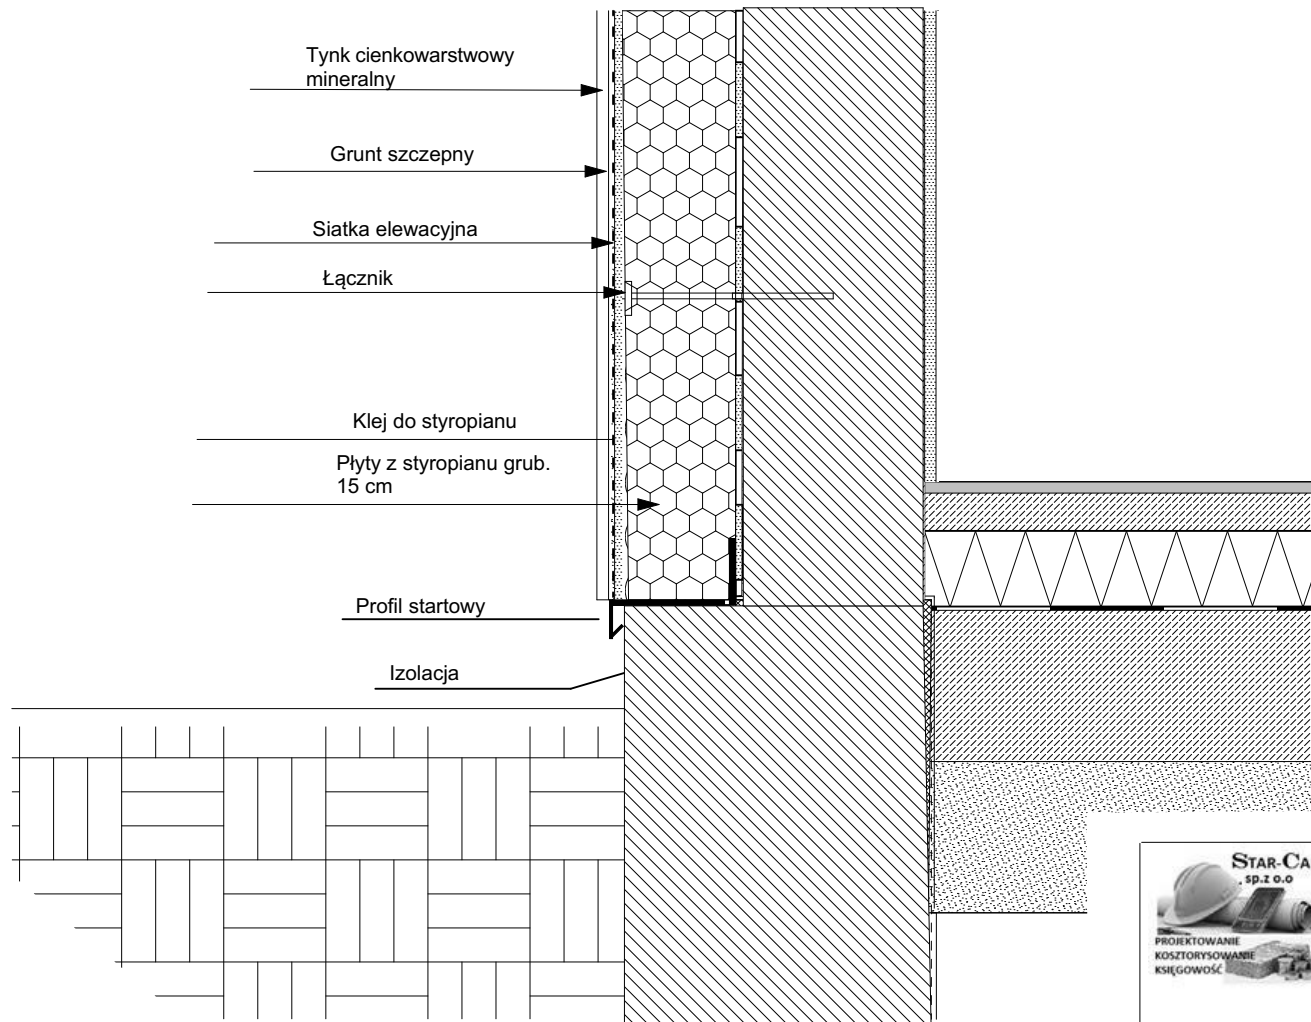 Tynk cienkowarstwowy
mineralny
Grunt szczepny
Siatka elewacyjna
Łącznik
Klej do styropianu
Płyty z styropianu grub.
15 cm
Profil startowy
Izolacja
STAR-CA
sp.z o.o
PROJEKTOWANIE
KOSZTORYSOWANIE
KSIĘGOWOŚĆ